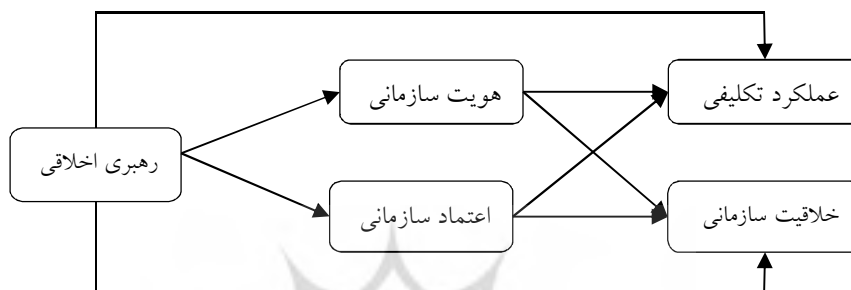 هویت سازمانی
عملکرد تکلیفی
رهبری اخلاقی
اعتماد سازمانی
خلاقیت سازمانی